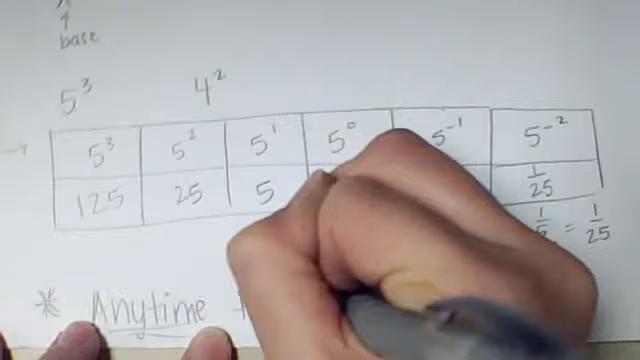 base
5³ 4²
5³ 5² 5¹ 5⁰ 5⁻¹ 5⁻²
125 25 5 1/25
= 1/25
* Anytime